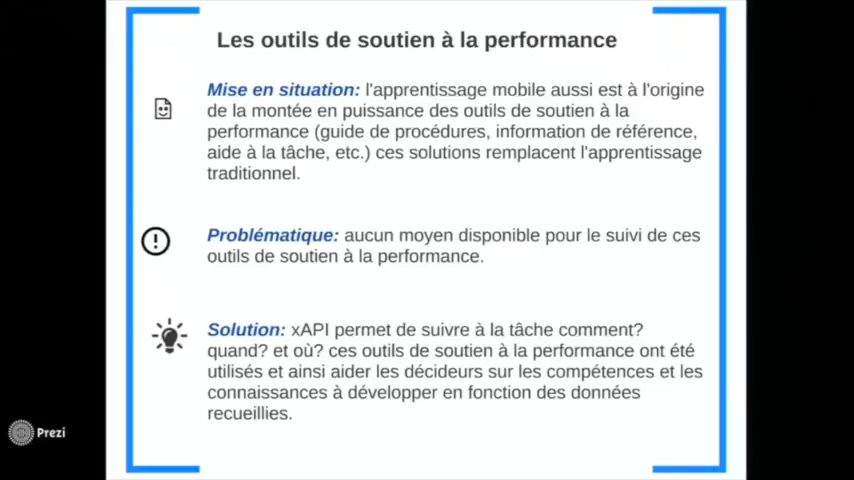 Les outils de soutien à la performance
Mise en situation: l'apprentissage mobile aussi est à l'origine
de la montée en puissance des outils de soutien à la
performance (guide de procédures, information de référence,
aide à la tâche, etc.) ces solutions remplacent l'apprentissage
traditionnel.
Problématique: aucun moyen disponible pour le suivi de ces
outils de soutien à la performance.
Solution: xAPI permet de suivre à la tâche comment?
quand? et où? ces outils de soutien à la performance ont été
utilisés et ainsi aider les décideurs sur les compétences et les
connaissances à développer en fonction des données
recueillies.
Prezi